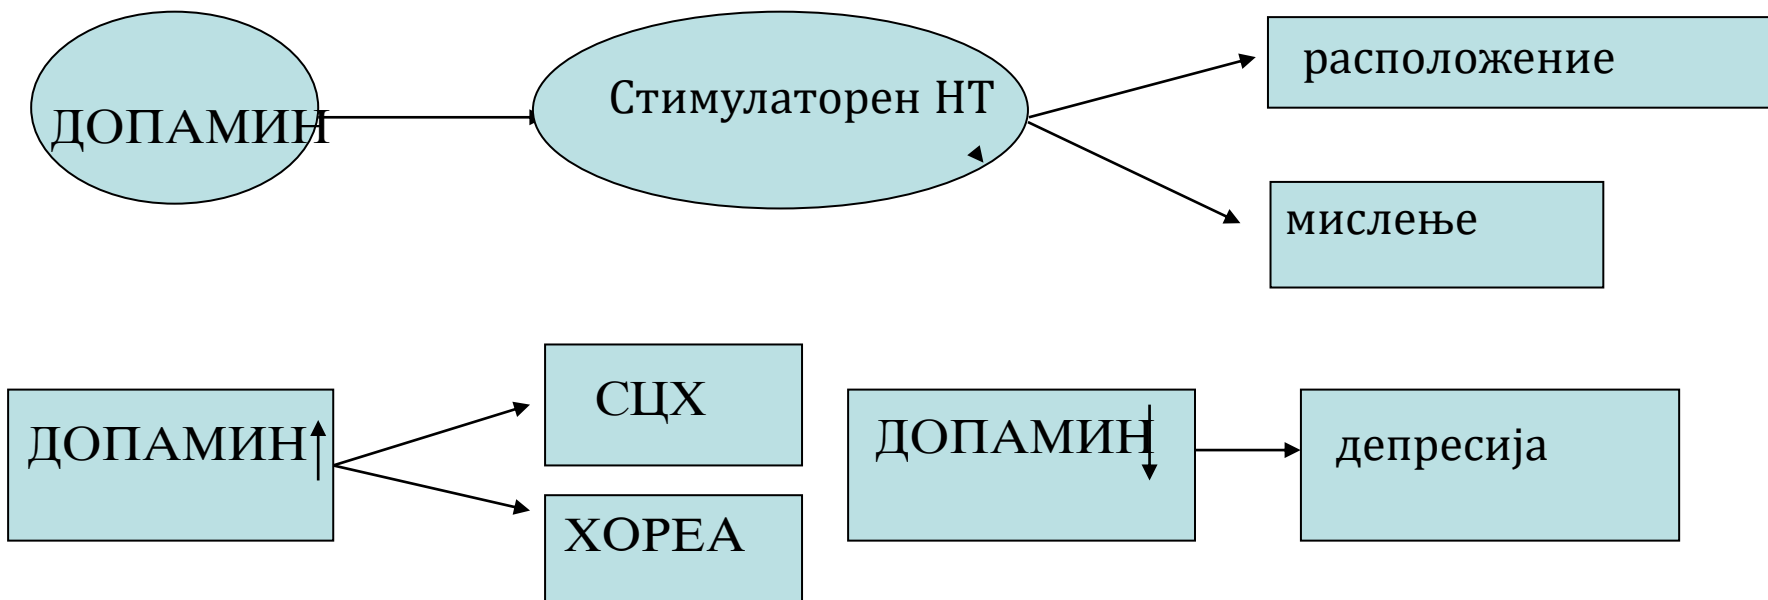 ДОПАМИН
Стимулаторен НТ
расположение
мислење
ДОПАМИН
СЦХ
ХОРЕА
ДОПАМИН
депресија